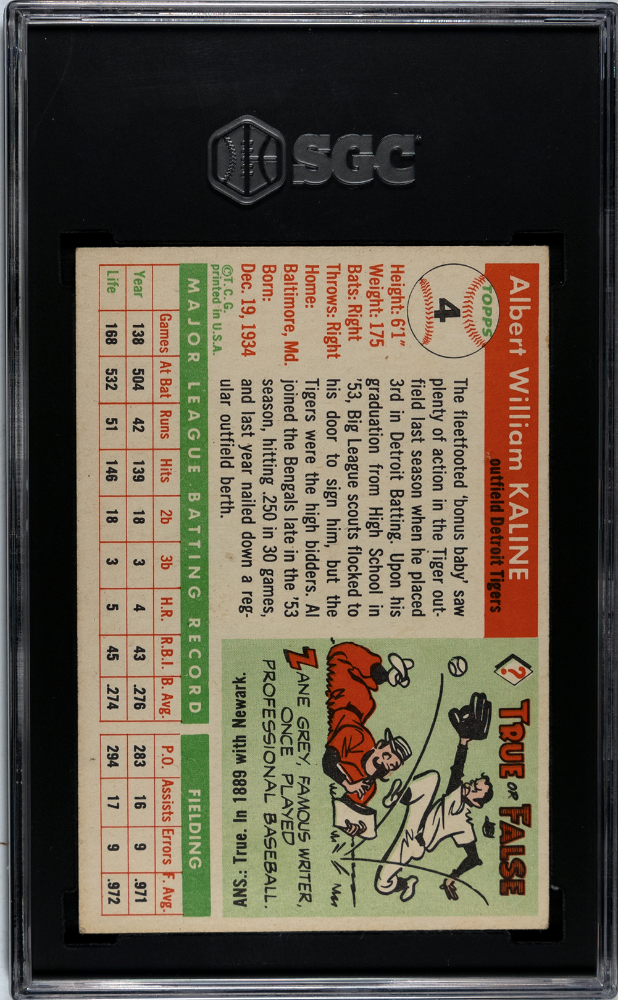 SGC
TOPPS
4
Albert William KALINE
outfield Detroit Tigers
Height: 6'1"
Weight: 175
Bats: Right
Throws: Right
Home:
Baltimore, Md.
Born:
Dec. 19, 1934
©T.C.G.
printed in U.S.A.
The fleetfooted 'bonus baby' saw
plenty of action in the Tiger out-
field last season when he placed
3rd in Detroit Batting. Upon his
graduation from High School in
'53, Big League scouts flocked to
his door to sign him, but the
Tigers were the high bidders. Al
joined the Bengals late in the '53
season, hitting .250 in 30 games,
and last year nailed down a reg-
ular outfield berth.
?
TRUE OR FALSE
ZANE GREY, FAMOUS WRITER,
ONCE PLAYED
PROFESSIONAL BASEBALL.
ANS.: True. In 1889 with Newark.
MAJOR LEAGUE BATTING RECORD FIELDING
Games At Bat Runs Hits 2b 3b H.R. R.B.I. B. Avg. P.O. Assists Errors F. Avg.
Year 138 504 42 139 18 3 4 43 .276 283 16 9 .971
Life 168 532 51 146 18 3 5 45 .274 294 17 9 .972